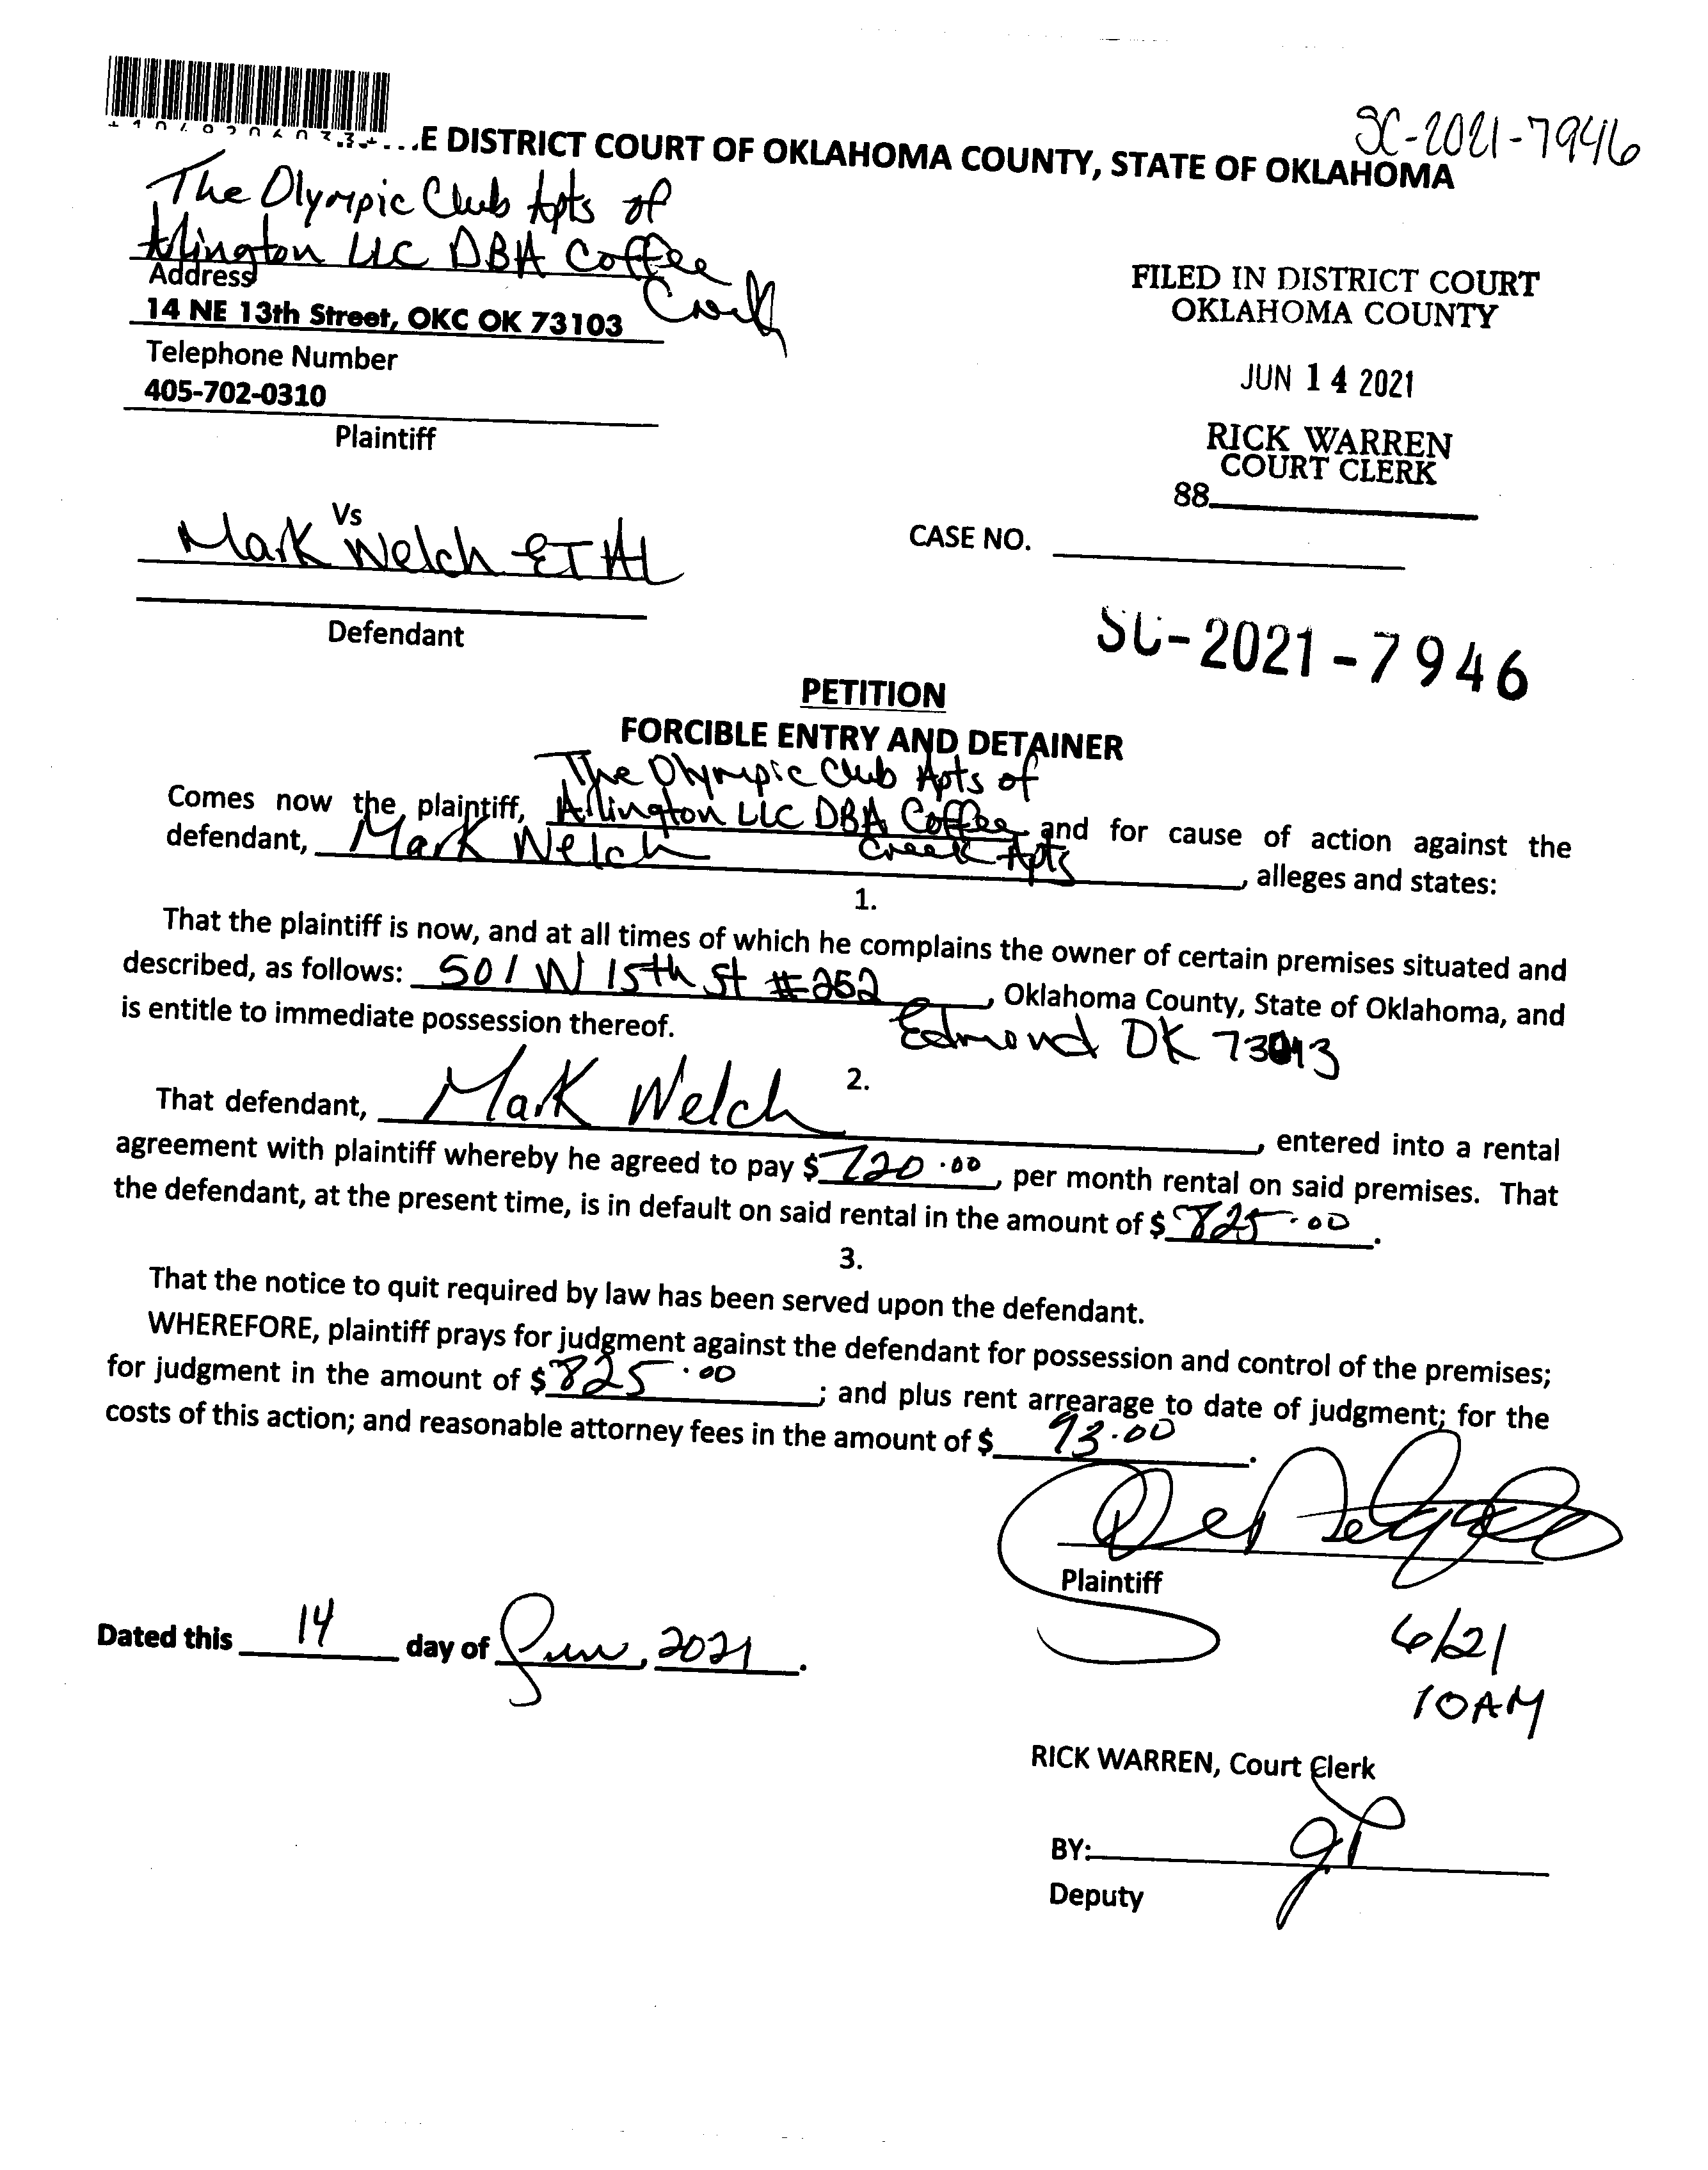 SC-2021-7946
E DISTRICT COURT OF OKLAHOMA COUNTY, STATE OF OKLAHOMA
The Olympic Club Apts of
Arlington LLC DBA Coffee
Creek
Address
14 NE 13th Street, OKC OK 73103
Telephone Number
405-702-0310
Plaintiff
FILED IN DISTRICT COURT
OKLAHOMA COUNTY
JUN 14 2021
RICK WARREN
COURT CLERK
88
Vs
Mark Welch ET AL
Defendant
CASE NO.
SC-2021-7946
PETITION
FORCIBLE ENTRY AND DETAINER
The Olympic Club Apts of
Comes now the plaintiff, Arlington LLC DBA Coffee and for cause of action against the
Creek Apts
defendant, Mark Welch, alleges and states:
1.
That the plaintiff is now, and at all times of which he complains the owner of certain premises situated and
described, as follows: 501 W 15th St #252, Oklahoma County, State of Oklahoma, and
is entitle to immediate possession thereof. Edmond OK 73013
2.
That defendant, Mark Welch, entered into a rental
agreement with plaintiff whereby he agreed to pay $ 720.00, per month rental on said premises. That
the defendant, at the present time, is in default on said rental in the amount of $ 825.00.
3.
That the notice to quit required by law has been served upon the defendant.
WHEREFORE, plaintiff prays for judgment against the defendant for possession and control of the premises;
for judgment in the amount of $ 825.00; and plus rent arrearage to date of judgment; for the
costs of this action; and reasonable attorney fees in the amount of $ 93.00.
Plaintiff
Dated this 14 day of Jun, 2021.
6/21
10AM
RICK WARREN, Court Clerk
BY:
Deputy